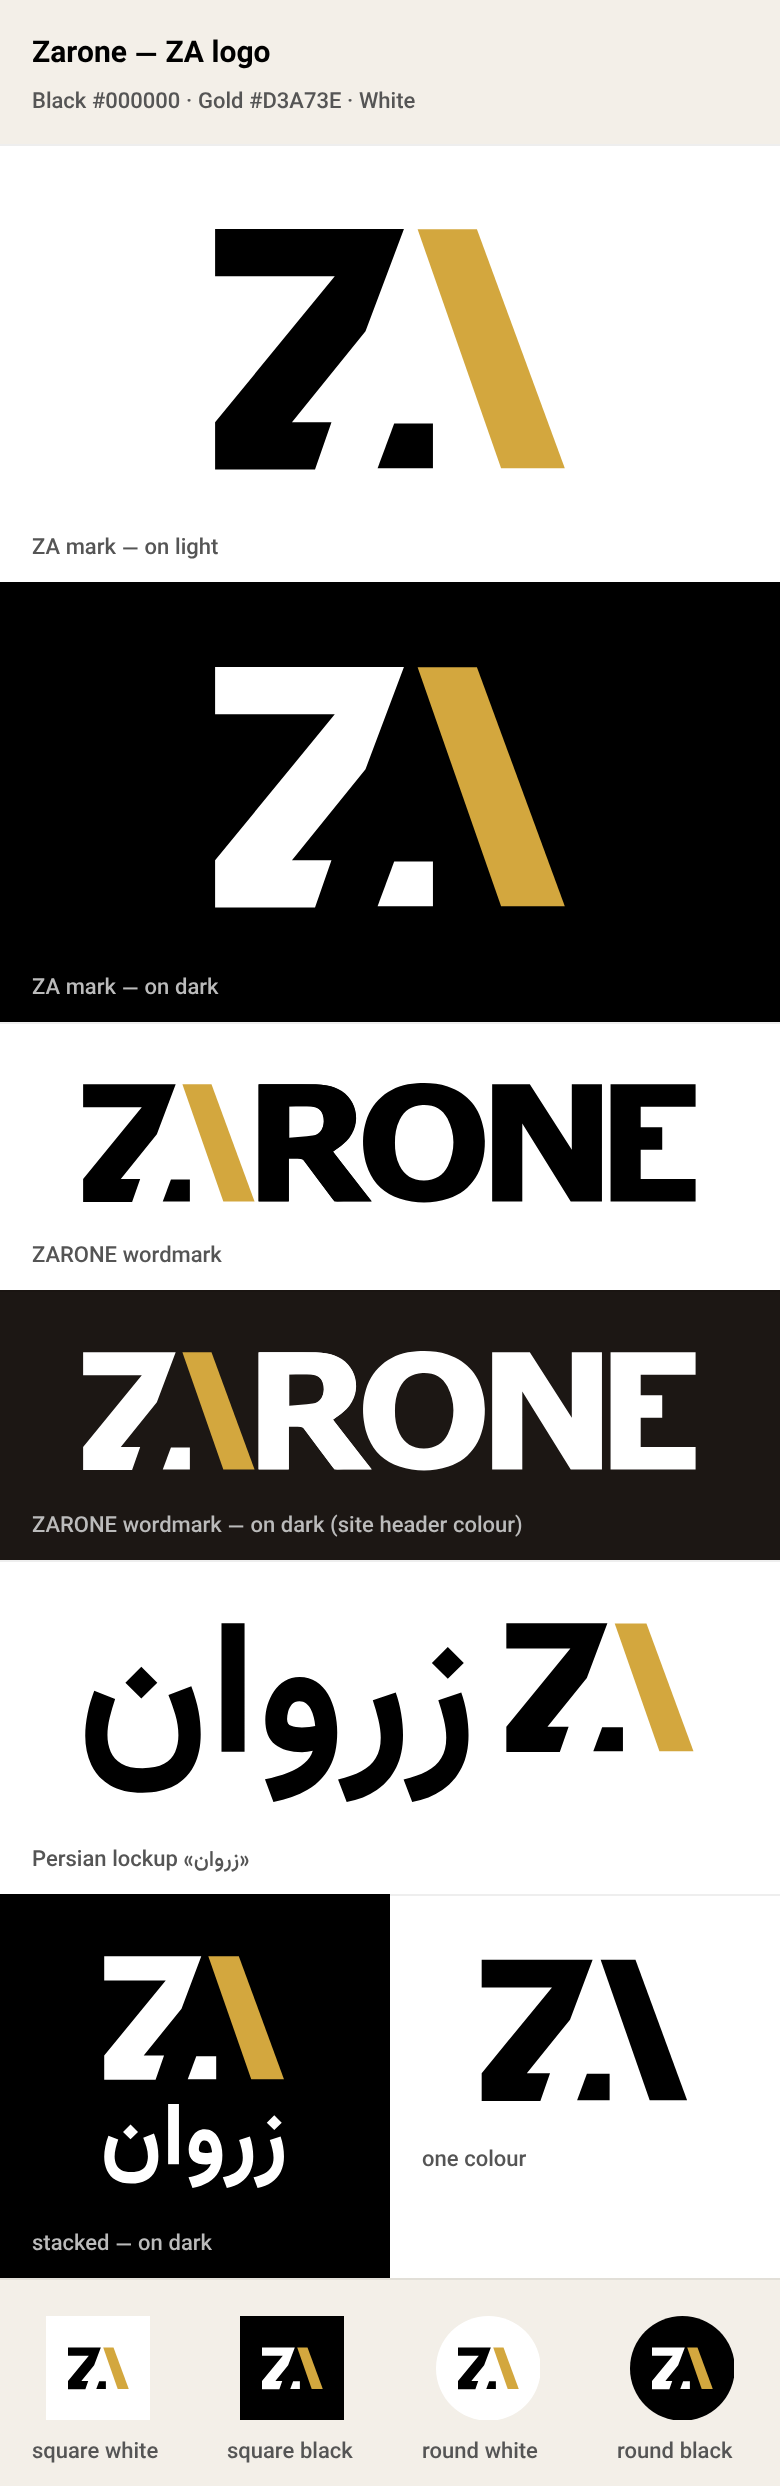 Zarone — ZA logo
Black #000000 · Gold #D3A73E · White
ZA
ZA mark — on light
ZA
ZA mark — on dark
ZARONE
ZARONE wordmark
ZARONE
ZARONE wordmark — on dark (site header colour)
زروان ZA
Persian lockup «زروان»
ZA
زروان
stacked — on dark
ZA
one colour
ZA ZA ZA ZA
square white square black round white round black